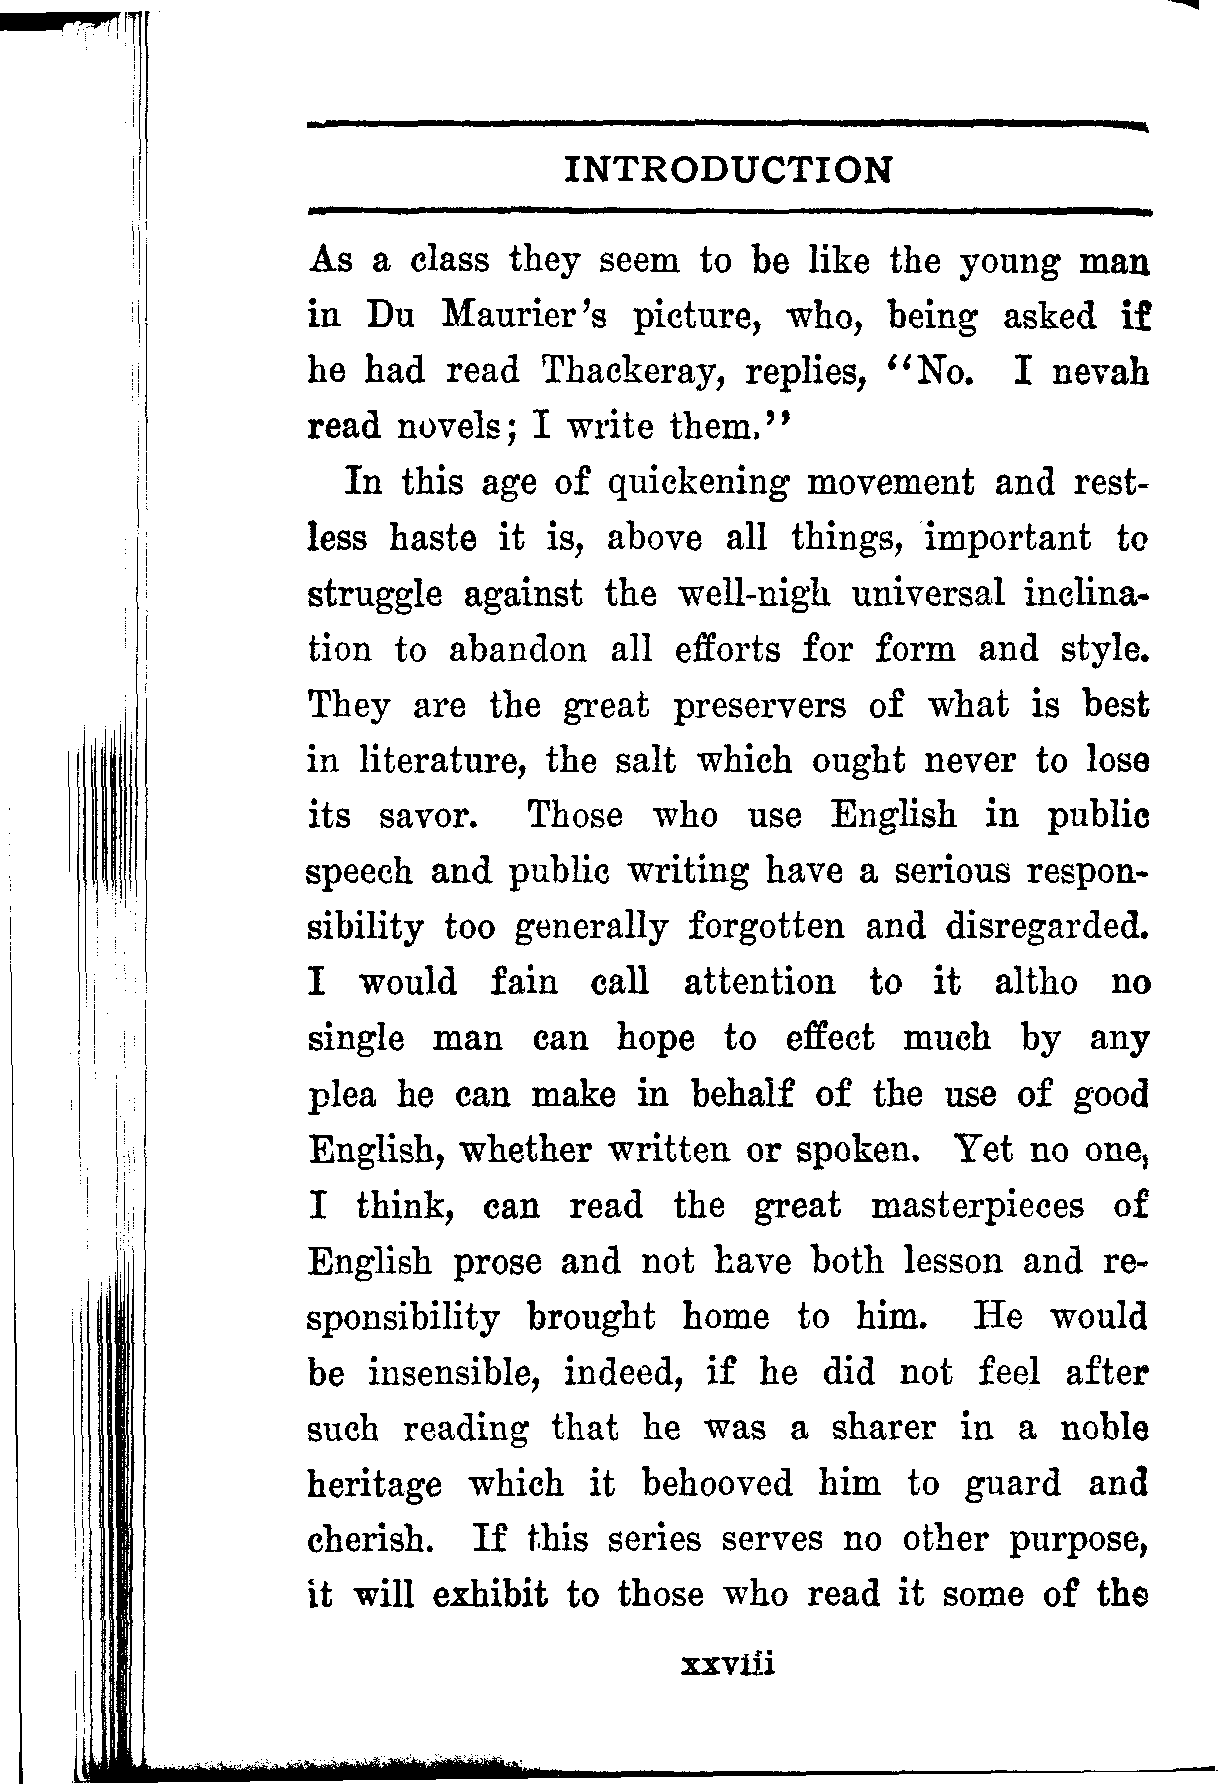 INTRODUCTION
As a class they seem to be like the young man
in Du Maurier's picture, who, being asked if
he had read Thackeray, replies, "No. I nevah
read novels; I write them."
In this age of quickening movement and rest-
less haste it is, above all things, important to
struggle against the well-nigh universal inclina-
tion to abandon all efforts for form and style.
They are the great preservers of what is best
in literature, the salt which ought never to lose
its savor. Those who use English in public
speech and public writing have a serious respon-
sibility too generally forgotten and disregarded.
I would fain call attention to it altho no
single man can hope to effect much by any
plea he can make in behalf of the use of good
English, whether written or spoken. Yet no one,
I think, can read the great masterpieces of
English prose and not have both lesson and re-
sponsibility brought home to him. He would
be insensible, indeed, if he did not feel after
such reading that he was a sharer in a noble
heritage which it behooved him to guard and
cherish. If this series serves no other purpose,
it will exhibit to those who read it some of the
xxviii